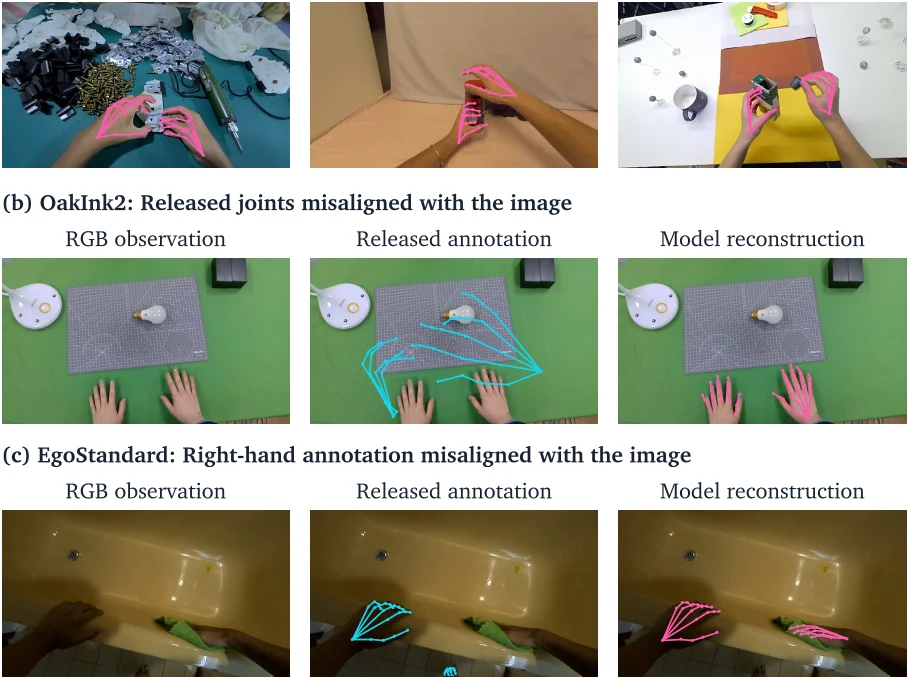 (b) OakInk2: Released joints misaligned with the image
RGB observation
Released annotation
Model reconstruction
(c) EgoStandard: Right-hand annotation misaligned with the image
RGB observation
Released annotation
Model reconstruction